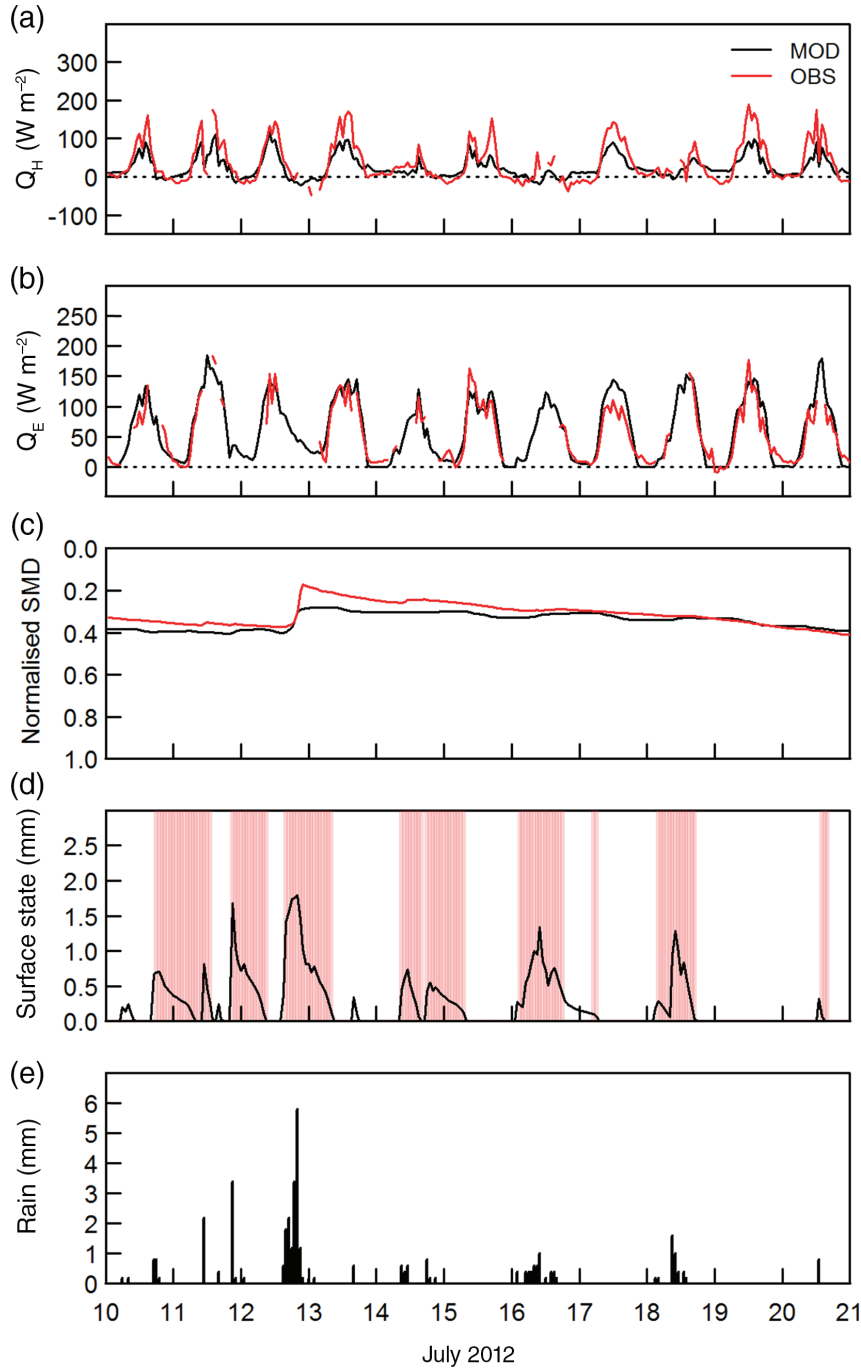 (a)
Q_H (W m⁻²)
300
200
100
0
-100
MOD
OBS
(b)
Q_E (W m⁻²)
250
200
150
100
50
0
(c)
Normalised SMD
0.0
0.2
0.4
0.6
0.8
1.0
(d)
Surface state (mm)
2.5
2.0
1.5
1.0
0.5
0.0
(e)
Rain (mm)
6
5
4
3
2
1
0
10 11 12 13 14 15 16 17 18 19 20 21
July 2012